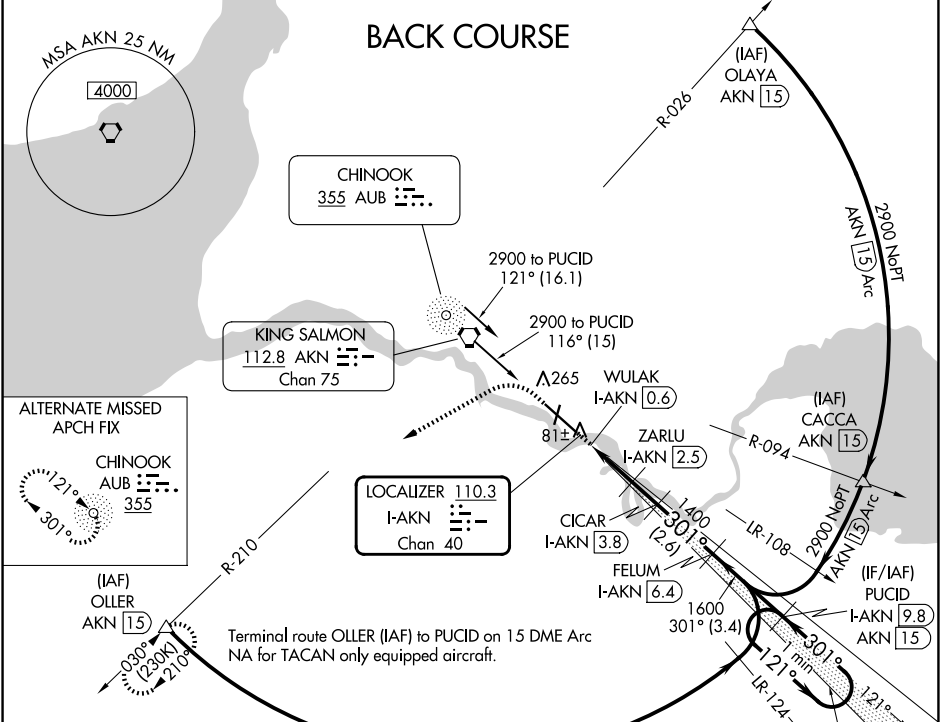 BACK COURSE
MSA AKN 25 NM
4000
(IAF)
OLAYA
AKN 15
R-026
2900 NoPT
AKN 15 Arc
CHINOOK
355 AUB
2900 to PUCID
121° (16.1)
KING SALMON
112.8 AKN
Chan 75
2900 to PUCID
116° (15)
265
81±
WULAK
I-AKN 0.6
ZARLU
I-AKN 2.5
(IAF)
CACCA
AKN 15
R-094
ALTERNATE MISSED
APCH FIX
CHINOOK
AUB
355
121°
301°
LOCALIZER 110.3
I-AKN
Chan 40
CICAR
I-AKN 3.8
1400
301°
(2.6)
LR-108
2900 NoPT
AKN 15 Arc
FELUM
I-AKN 6.4
1600
301° (3.4)
(IF/IAF)
PUCID
I-AKN 9.8
AKN 15
R-210
(IAF)
OLLER
AKN 15
030°
(230K)
210°
Terminal route OLLER (IAF) to PUCID on 15 DME Arc
NA for TACAN only equipped aircraft.
301°
1 min
121°
LR-124
121°